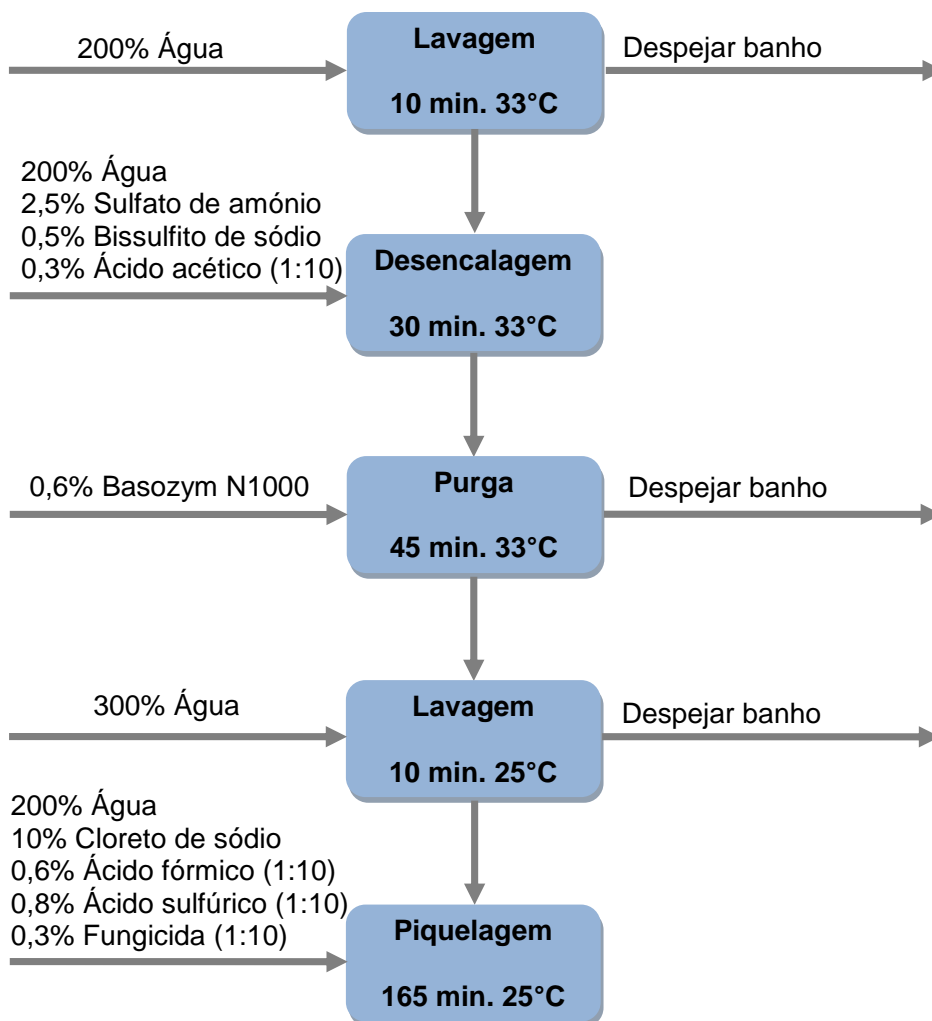 200% Água
Lavagem
10 min. 33°C
Despejar banho
200% Água
2,5% Sulfato de amónio
0,5% Bissulfito de sódio
0,3% Ácido acético (1:10)
Desencalagem
30 min. 33°C
0,6% Basozym N1000
Purga
45 min. 33°C
Despejar banho
300% Água
Lavagem
10 min. 25°C
Despejar banho
200% Água
10% Cloreto de sódio
0,6% Ácido fórmico (1:10)
0,8% Ácido sulfúrico (1:10)
0,3% Fungicida (1:10)
Piquelagem
165 min. 25°C